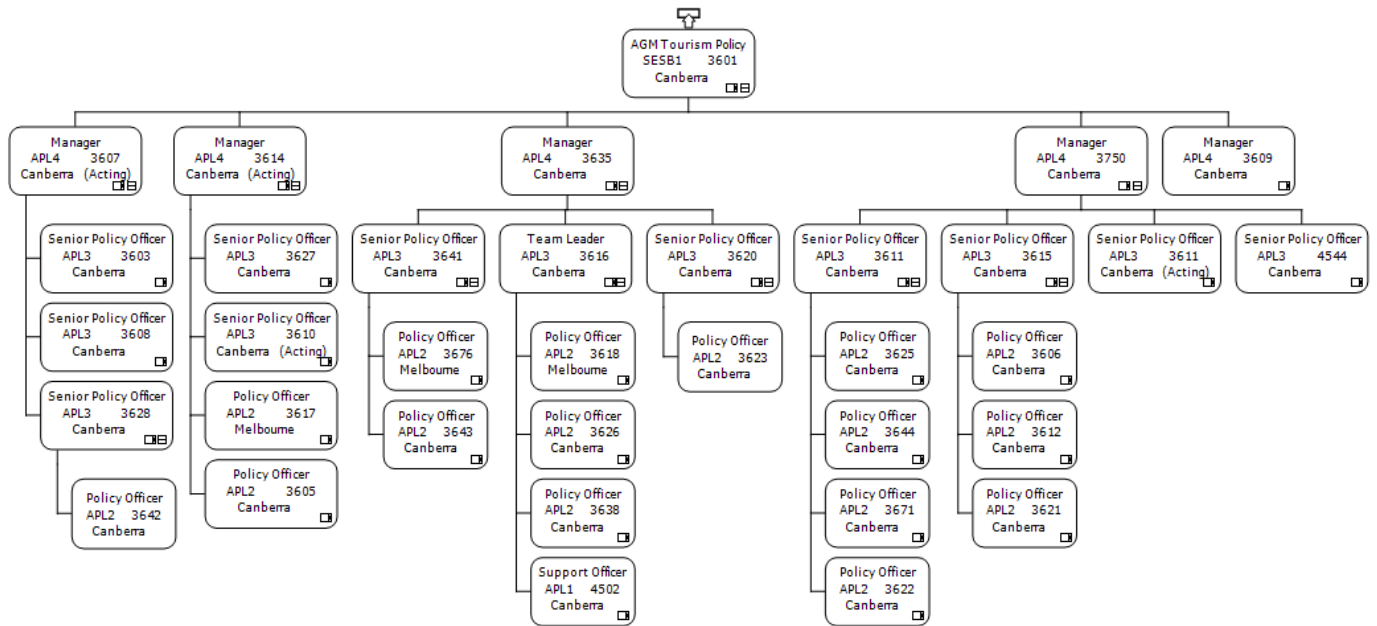 AGM Tourism Policy
SESB1 3601
Canberra
Manager
APL4 3607
Canberra (Acting)
Manager
APL4 3614
Canberra (Acting)
Manager
APL4 3635
Canberra
Manager
APL4 3750
Canberra
Manager
APL4 3609
Canberra
Senior Policy Officer
APL3 3603
Canberra
Senior Policy Officer
APL3 3608
Canberra
Senior Policy Officer
APL3 3628
Canberra
Policy Officer
APL2 3642
Canberra
Senior Policy Officer
APL3 3627
Canberra
Senior Policy Officer
APL3 3610
Canberra (Acting)
Policy Officer
APL2 3617
Melbourne
Policy Officer
APL2 3605
Canberra
Senior Policy Officer
APL3 3641
Canberra
Policy Officer
APL2 3676
Melbourne
Policy Officer
APL2 3643
Canberra
Team Leader
APL3 3616
Canberra
Policy Officer
APL2 3618
Melbourne
Policy Officer
APL2 3626
Canberra
Policy Officer
APL2 3638
Canberra
Support Officer
APL1 4502
Canberra
Senior Policy Officer
APL3 3620
Canberra
Policy Officer
APL2 3623
Canberra
Senior Policy Officer
APL3 3611
Canberra
Policy Officer
APL2 3625
Canberra
Policy Officer
APL2 3644
Canberra
Policy Officer
APL2 3671
Canberra
Policy Officer
APL2 3622
Canberra
Senior Policy Officer
APL3 3615
Canberra
Policy Officer
APL2 3606
Canberra
Policy Officer
APL2 3612
Canberra
Policy Officer
APL2 3621
Canberra
Senior Policy Officer
APL3 3611
Canberra (Acting)
Senior Policy Officer
APL3 4544
Canberra